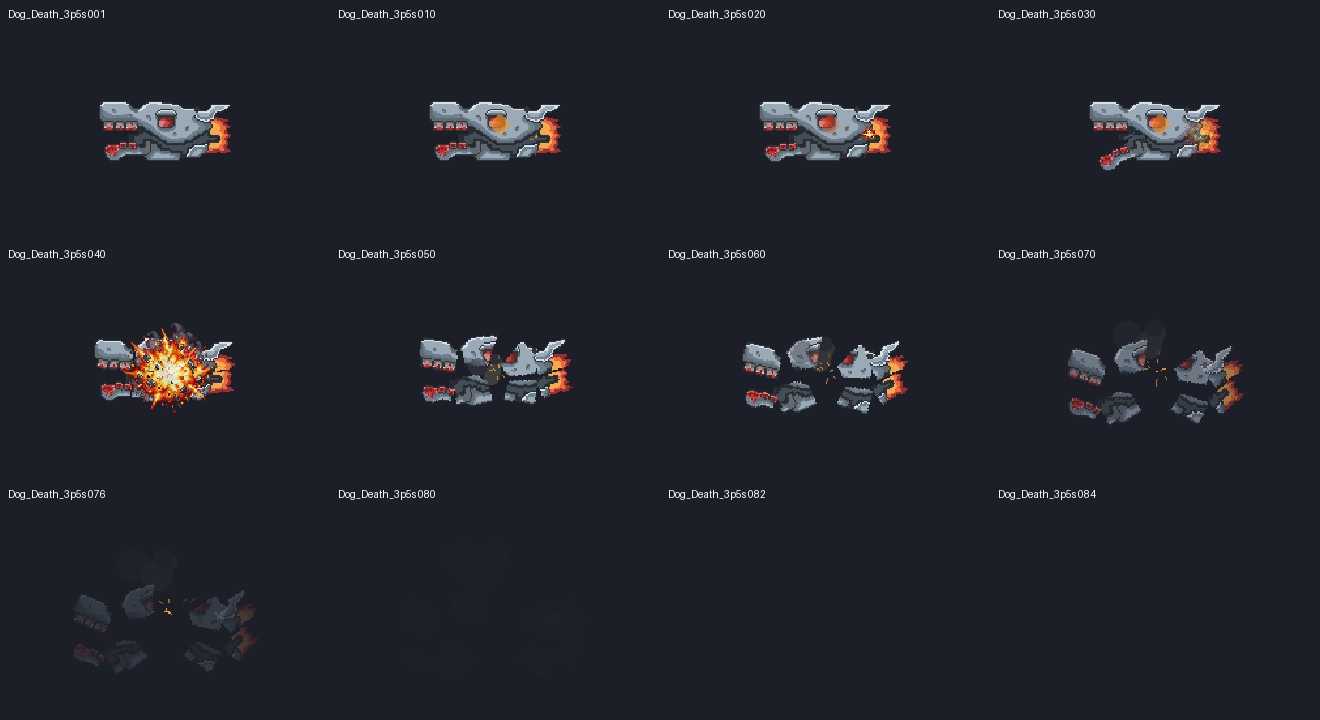 Dog_Death_3p5s001
Dog_Death_3p5s010
Dog_Death_3p5s020
Dog_Death_3p5s030
Dog_Death_3p5s040
Dog_Death_3p5s050
Dog_Death_3p5s060
Dog_Death_3p5s070
Dog_Death_3p5s076
Dog_Death_3p5s080
Dog_Death_3p5s082
Dog_Death_3p5s084